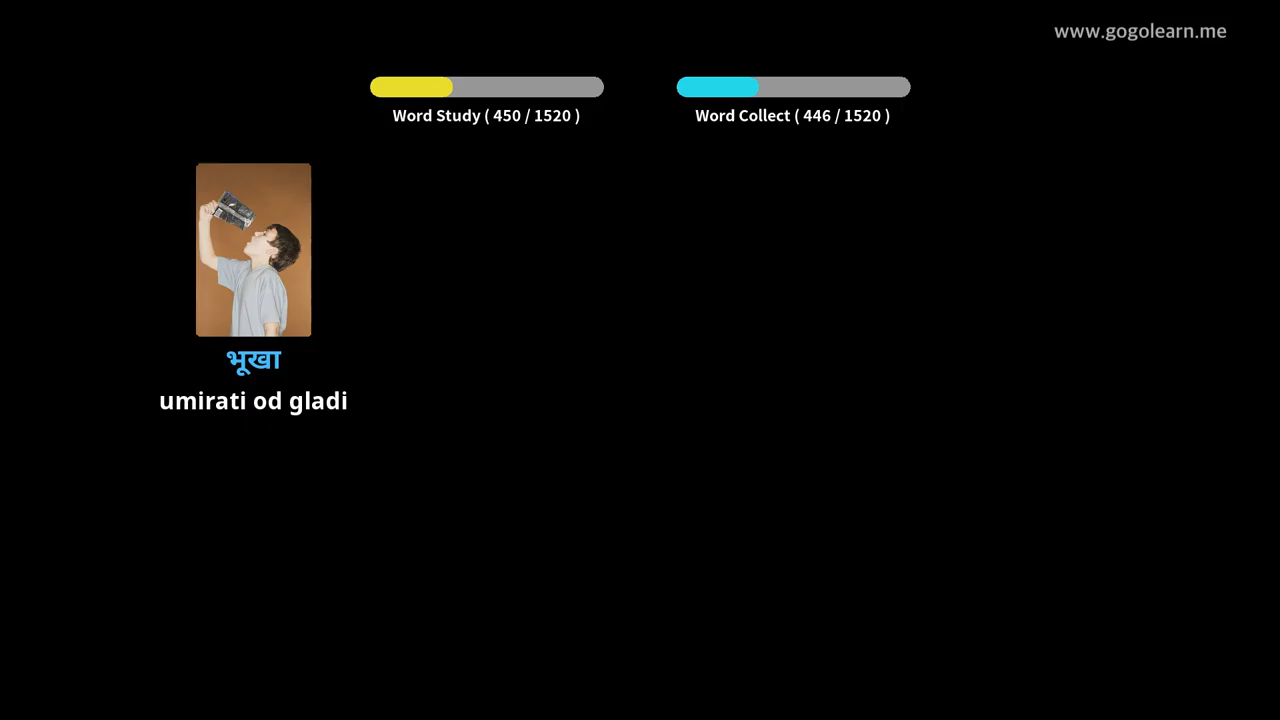 www.gogolearn.me
Word Study ( 450 / 1520 )
Word Collect ( 446 / 1520 )
भूखा
umirati od gladi